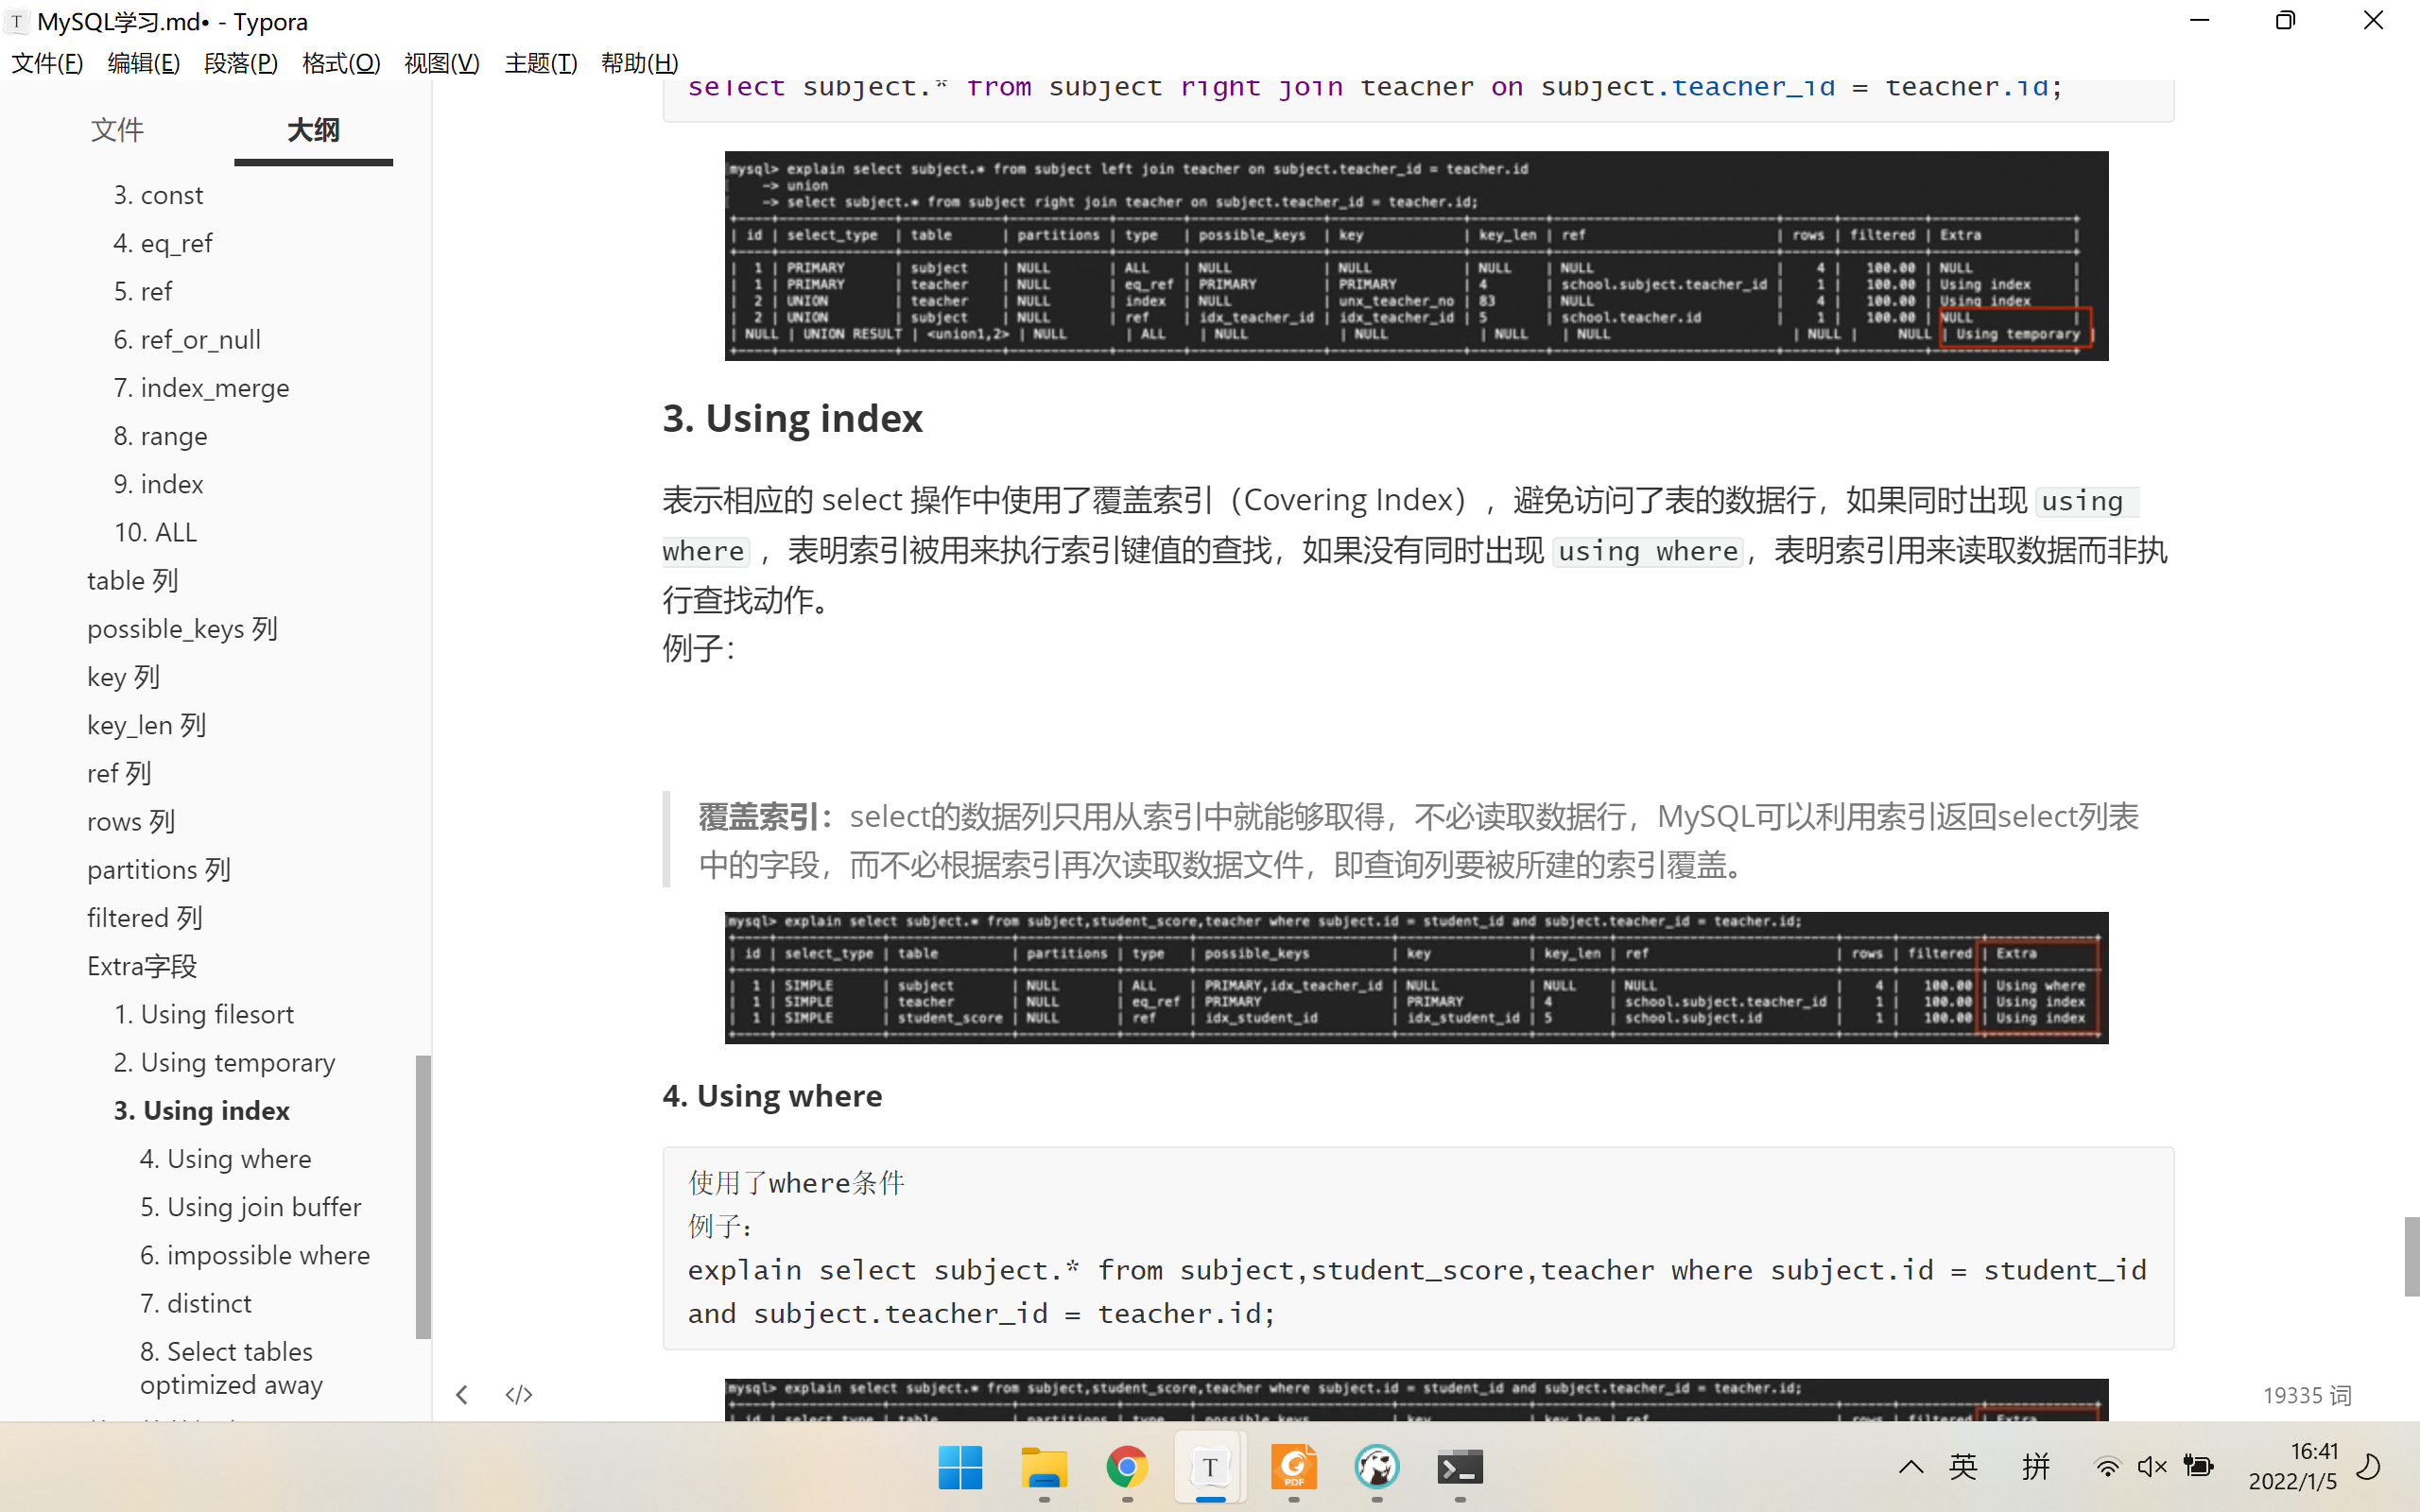 MySQL学习.md• - Typora
文件(F) 编辑(E) 段落(P) 格式(O) 视图(V) 主题(T) 帮助(H)
文件 大纲
3. const
4. eq_ref
5. ref
6. ref_or_null
7. index_merge
8. range
9. index
10. ALL
table 列
possible_keys 列
key 列
key_len 列
ref 列
rows 列
partitions 列
filtered 列
Extra字段
1. Using filesort
2. Using temporary
3. Using index
4. Using where
5. Using join buffer
6. impossible where
7. distinct
8. Select tables
optimized away
select subject.* from subject right join teacher on subject.teacher_id = teacher.id;
mysql> explain select subject.* from subject left join teacher on subject.teacher_id = teacher.id
-> union
-> select subject.* from subject right join teacher on subject.teacher_id = teacher.id;
| id | select_type | table | partitions | type | possible_keys | key | key_len | ref | rows | filtered | Extra |
| 1 | PRIMARY | subject | NULL | ALL | NULL | NULL | NULL | NULL | 4 | 100.00 | NULL |
| 1 | PRIMARY | teacher | NULL | eq_ref | PRIMARY | PRIMARY | 4 | school.subject.teacher_id | 1 | 100.00 | Using index |
| 2 | UNION | teacher | NULL | index | NULL | unx_teacher_no | 83 | NULL | 4 | 100.00 | Using index |
| 2 | UNION | subject | NULL | ref | idx_teacher_id | idx_teacher_id | 5 | school.teacher.id | 1 | 100.00 | NULL |
| NULL | UNION RESULT | <union1,2> | NULL | ALL | NULL | NULL | NULL | NULL | NULL | NULL | Using temporary |
3. Using index
表示相应的 select 操作中使用了覆盖索引（Covering Index），避免访问了表的数据行，如果同时出现 using
where ，表明索引被用来执行索引键值的查找，如果没有同时出现 using where，表明索引用来读取数据而非执
行查找动作。
例子：
覆盖索引：select的数据列只用从索引中就能够取得，不必读取数据行，MySQL可以利用索引返回select列表
中的字段，而不必根据索引再次读取数据文件，即查询列要被所建的索引覆盖。
mysql> explain select subject.* from subject,student_score,teacher where subject.id = student_id and subject.teacher_id = teacher.id;
| id | select_type | table | partitions | type | possible_keys | key | key_len | ref | rows | filtered | Extra
| 1 | SIMPLE | subject | NULL | ALL | PRIMARY,idx_teacher_id | NULL | NULL | NULL | 4 | 100.00 | Using where
| 1 | SIMPLE | teacher | NULL | eq_ref | PRIMARY | PRIMARY | 4 | school.subject.teacher_id | 1 | 100.00 | Using index
| 1 | SIMPLE | student_score | NULL | ref | idx_student_id | idx_student_id | 5 | school.subject.id | 1 | 100.00 | Using index
4. Using where
使用了where条件
例子：
explain select subject.* from subject,student_score,teacher where subject.id = student_id
and subject.teacher_id = teacher.id;
mysql> explain select subject.* from subject,student_score,teacher where subject.id = student_id and subject.teacher_id = teacher.id;
| id | select_type | table | partitions | type | possible_keys | key | key_len | ref | rows | filtered | Extra
19335 词
英 拼
16:41
2022/1/5